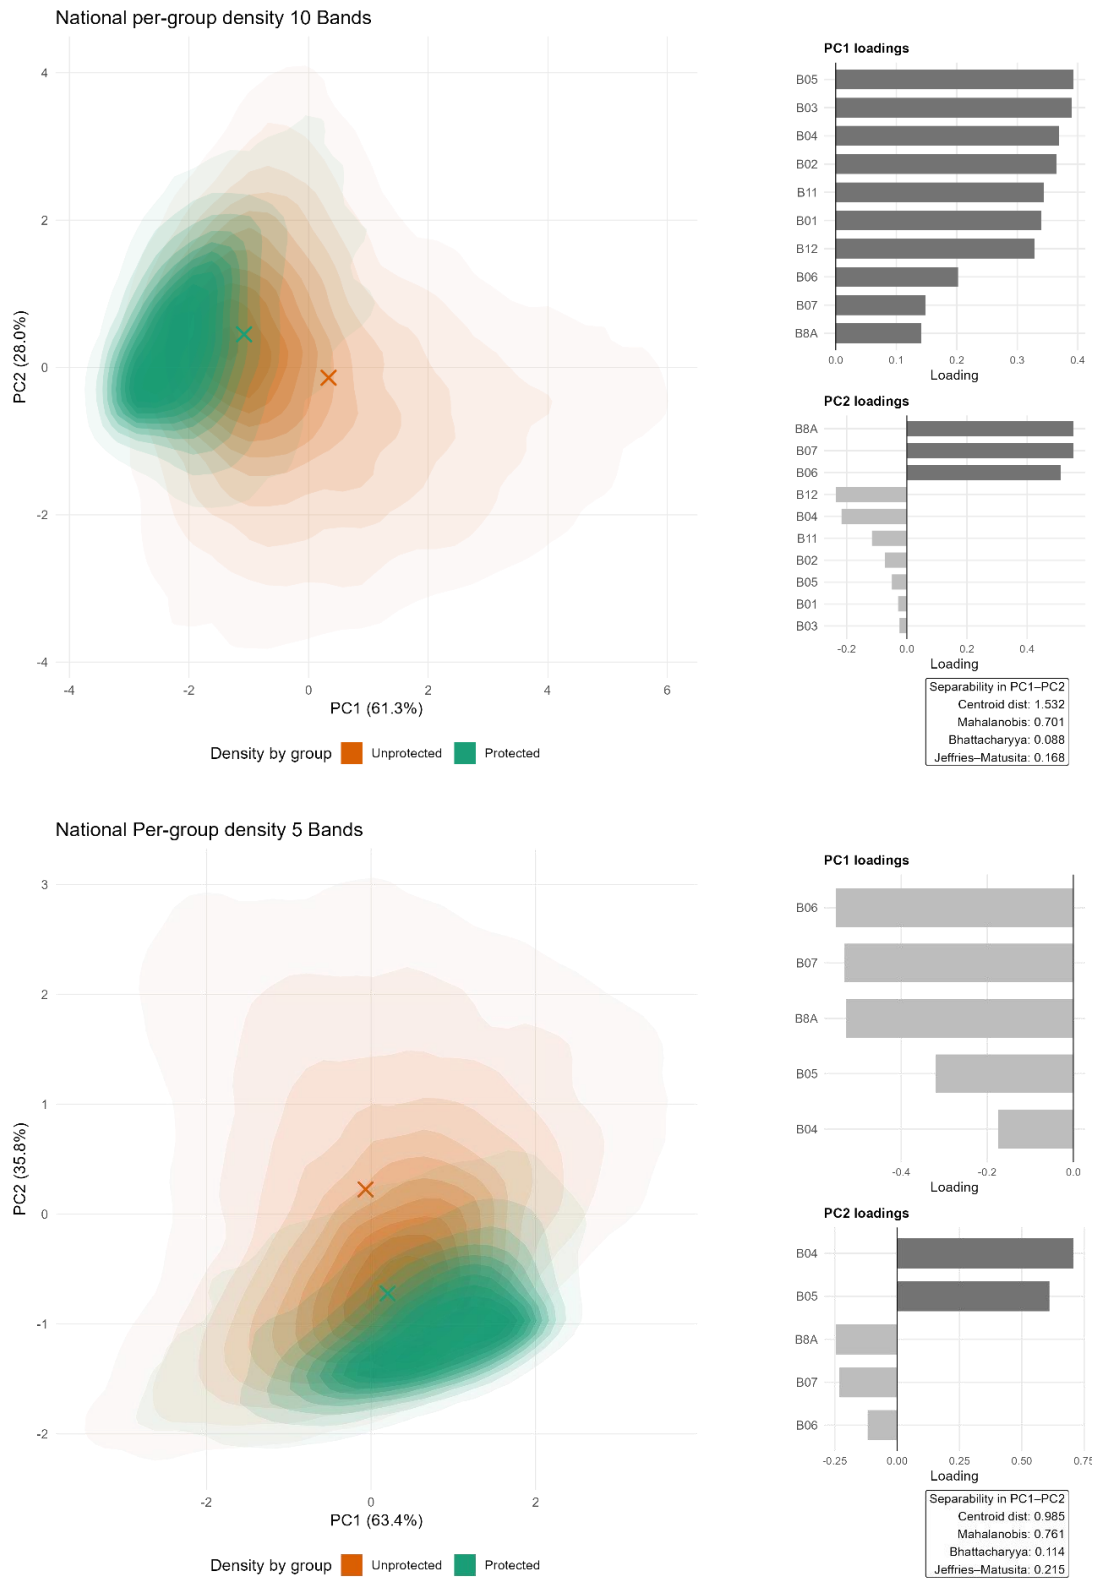 National per-group density 10 Bands
4
2
0
-2
-4
PC2 (28.0%)
-4
-2
0
2
4
6
PC1 (61.3%)
Density by group
Unprotected
Protected
PC1 loadings
B05
B03
B04
B02
B11
B01
B12
B06
B07
B8A
0.0
0.1
0.2
0.3
0.4
Loading
PC2 loadings
B8A
B07
B06
B12
B04
B11
B02
B05
B01
B03
-0.2
0.0
0.2
0.4
Loading
Separability in PC1–PC2
Centroid dist: 1.532
Mahalanobis: 0.701
Bhattacharyya: 0.088
Jeffries–Matusita: 0.168
National Per-group density 5 Bands
3
2
1
0
-1
-2
PC2 (35.8%)
-2
0
2
PC1 (63.4%)
Density by group
Unprotected
Protected
PC1 loadings
B06
B07
B8A
B05
B04
-0.4
-0.2
0.0
Loading
PC2 loadings
B04
B05
B8A
B07
B06
-0.25
0.00
0.25
0.50
0.75
Loading
Separability in PC1–PC2
Centroid dist: 0.985
Mahalanobis: 0.761
Bhattacharyya: 0.114
Jeffries–Matusita: 0.215